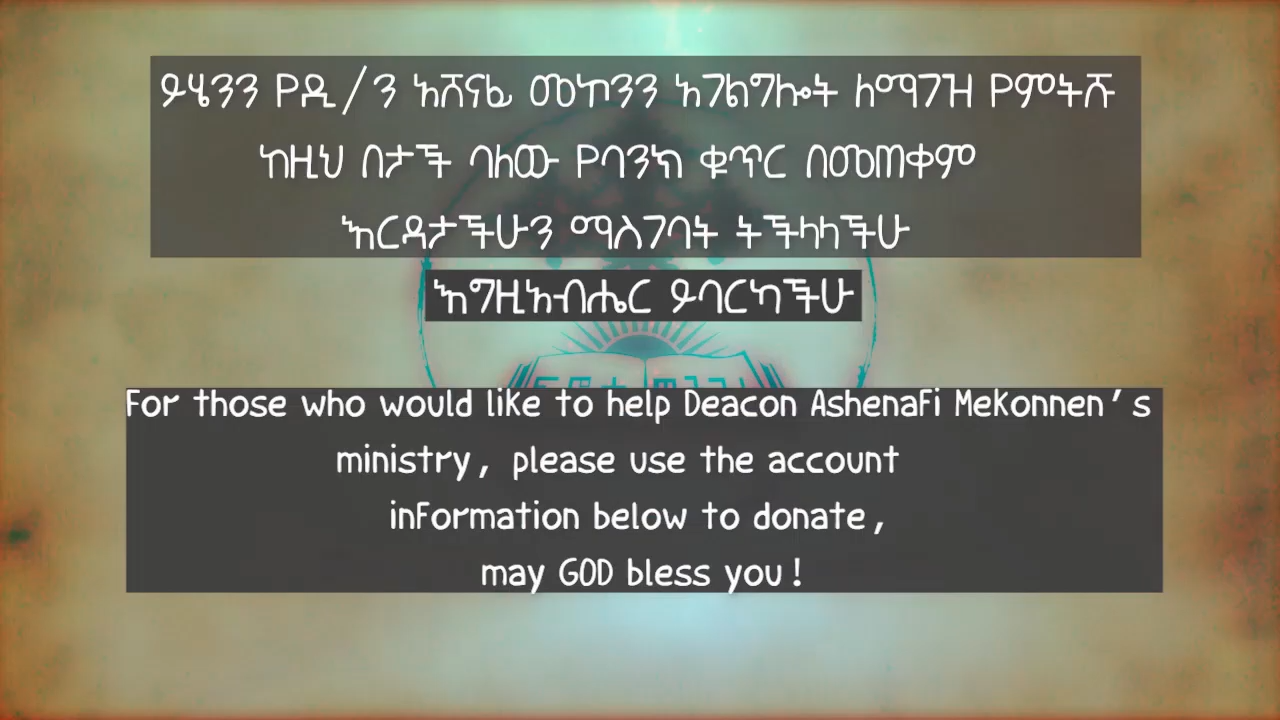 ይሄንን የዲ/ን አሸናፊ መኮንን አገልግሎት ለማገዝ የምትሹ
ከዚህ በታች ባለው የባንክ ቁጥር በመጠቀም
እርዳታችሁን ማስገባት ትችላላችሁ
እግዚአብሔር ይባርካችሁ
For those who would like to help Deacon Ashenafi Mekonnen's
ministry, please use the account
information below to donate,
may GOD bless you!